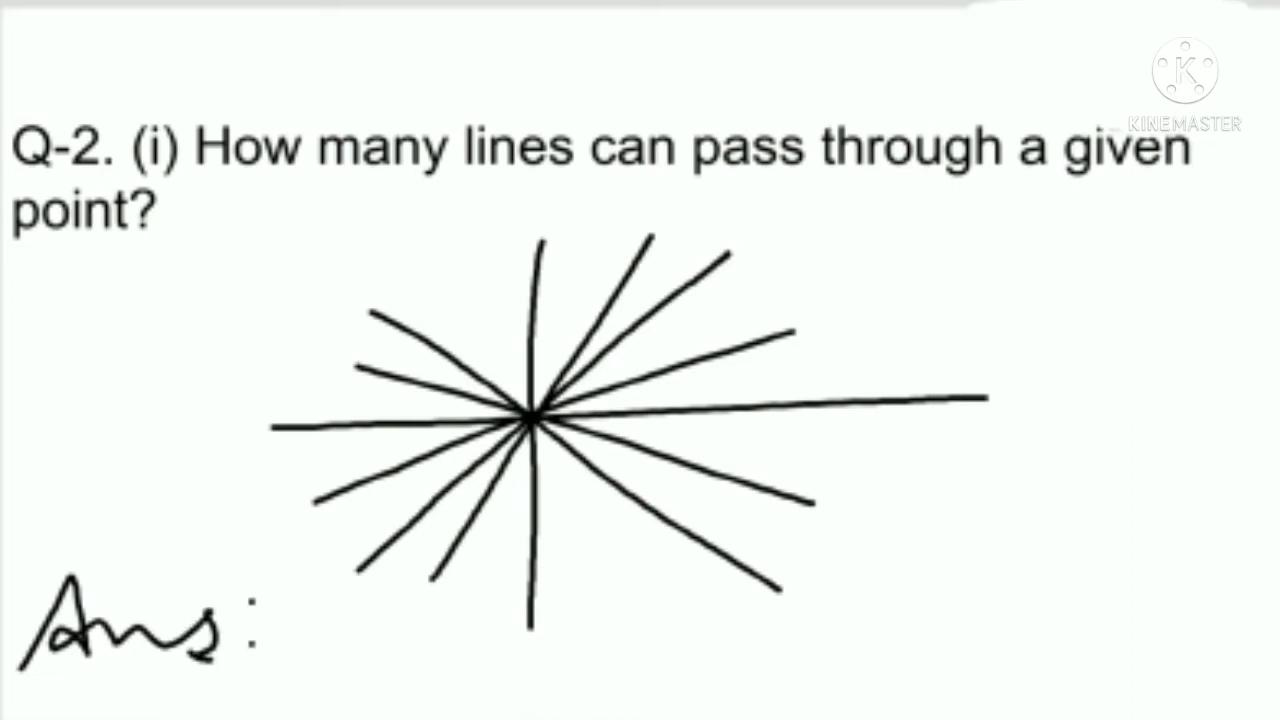 K
KINEMASTER
Q-2. (i) How many lines can pass through a given
point?
Ans: